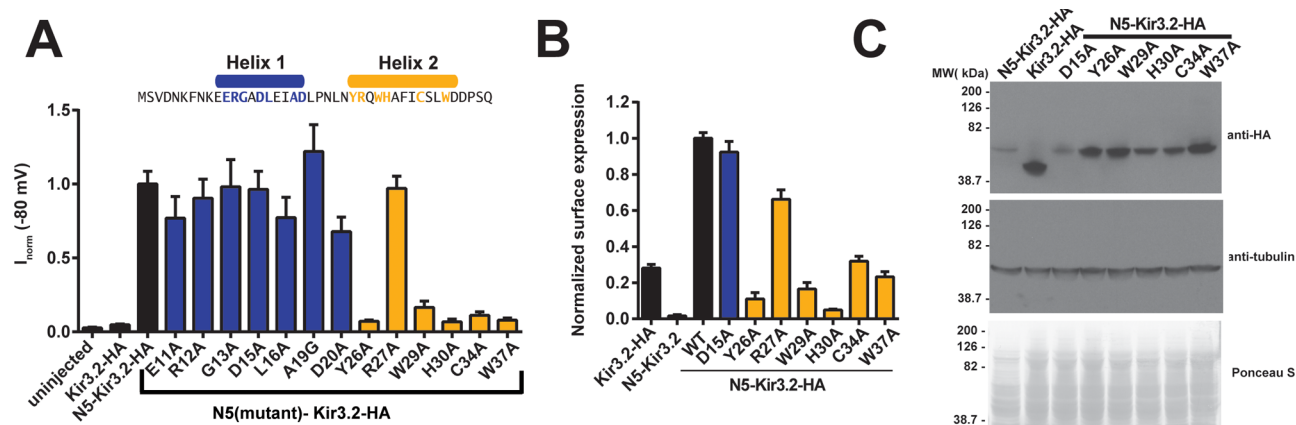 A
Helix 1 Helix 2
MSVDNKFNKEERGADLEIADLPNLNYRQWHAFICSLWDDPSQ
1.5
1.0
0.5
0.0
Inorm (-80 mV)
uninjected
Kir3.2-HA
N5-Kir3.2-HA
E11A
R12A
G13A
D15A
L16A
A19G
D20A
Y26A
R27A
W29A
H30A
C34A
W37A
N5(mutant)- Kir3.2-HA
B
Normalized surface expression
1.2
1.0
0.8
0.6
0.4
0.2
0.0
Kir3.2-HA
N5-Kir3.2
WT
D15A
Y26A
R27A
W29A
H30A
C34A
W37A
N5-Kir3.2-HA
C
N5-Kir3.2-HA
MW( kDa)
N5-Kir3.2-HA
Kir3.2-HA
D15A
Y26A
W29A
H30A
C34A
W37A
200 -
126 -
82 -
38.7 -
anti-HA
200 -
126 -
82 -
38.7 -
anti-tubulin
200 -
126 -
82 -
38.7 -
Ponceau S